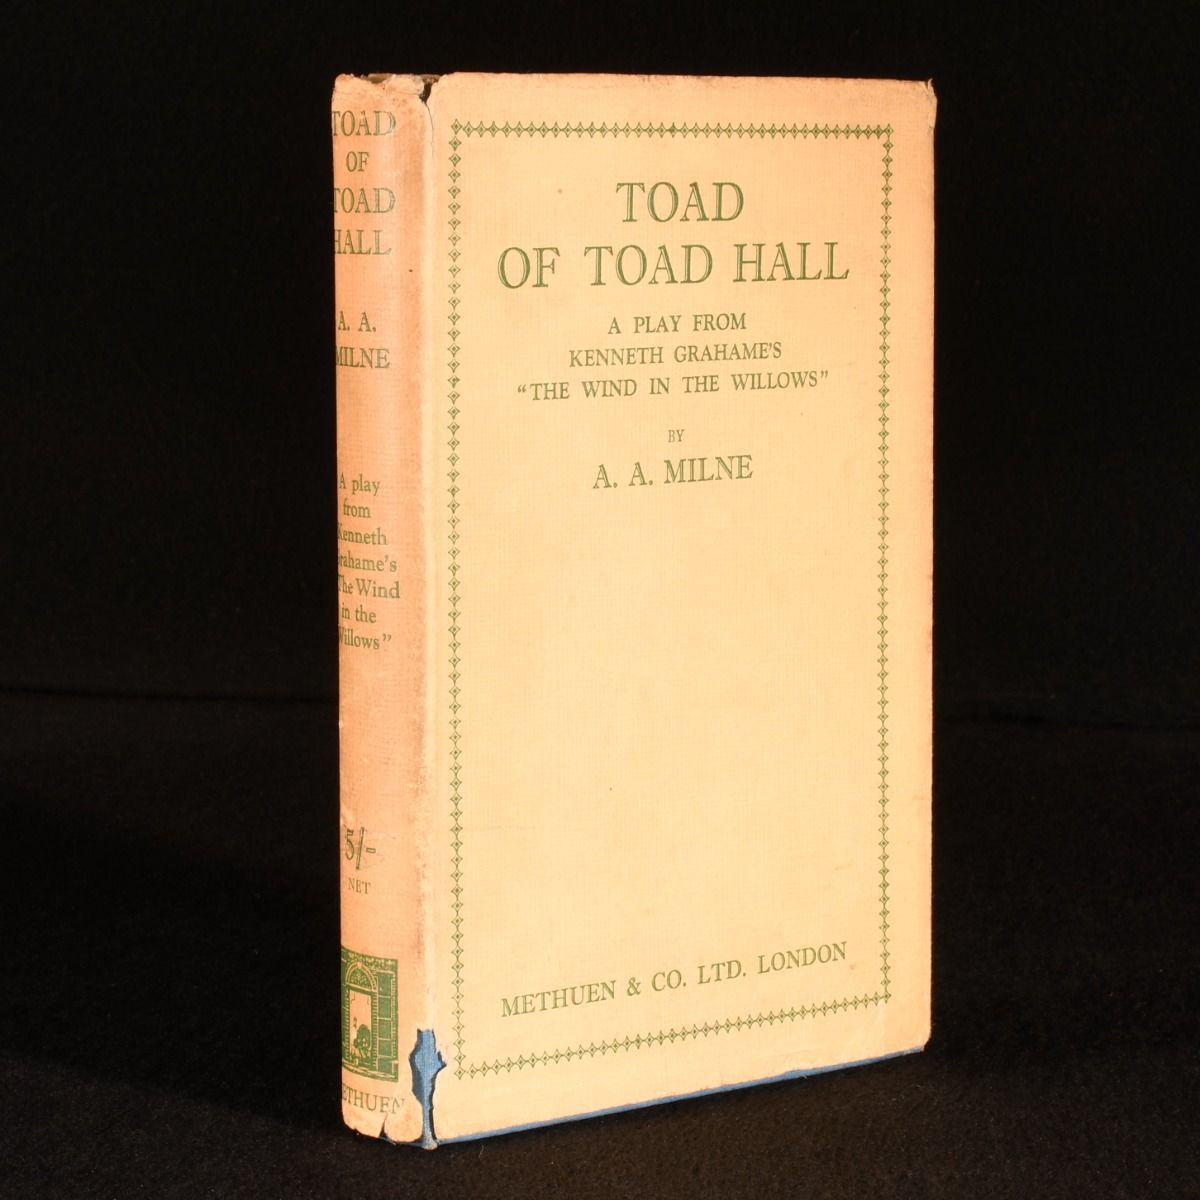 TOAD
OF
TOAD
HALL
A. A.
MILNE
A play
from
Kenneth
Grahame's
"The Wind
in the
Willows"
5/-
NET
METHUEN
TOAD
OF TOAD HALL
A PLAY FROM
KENNETH GRAHAME'S
"THE WIND IN THE WILLOWS"
BY
A. A. MILNE
METHUEN & CO. LTD. LONDON